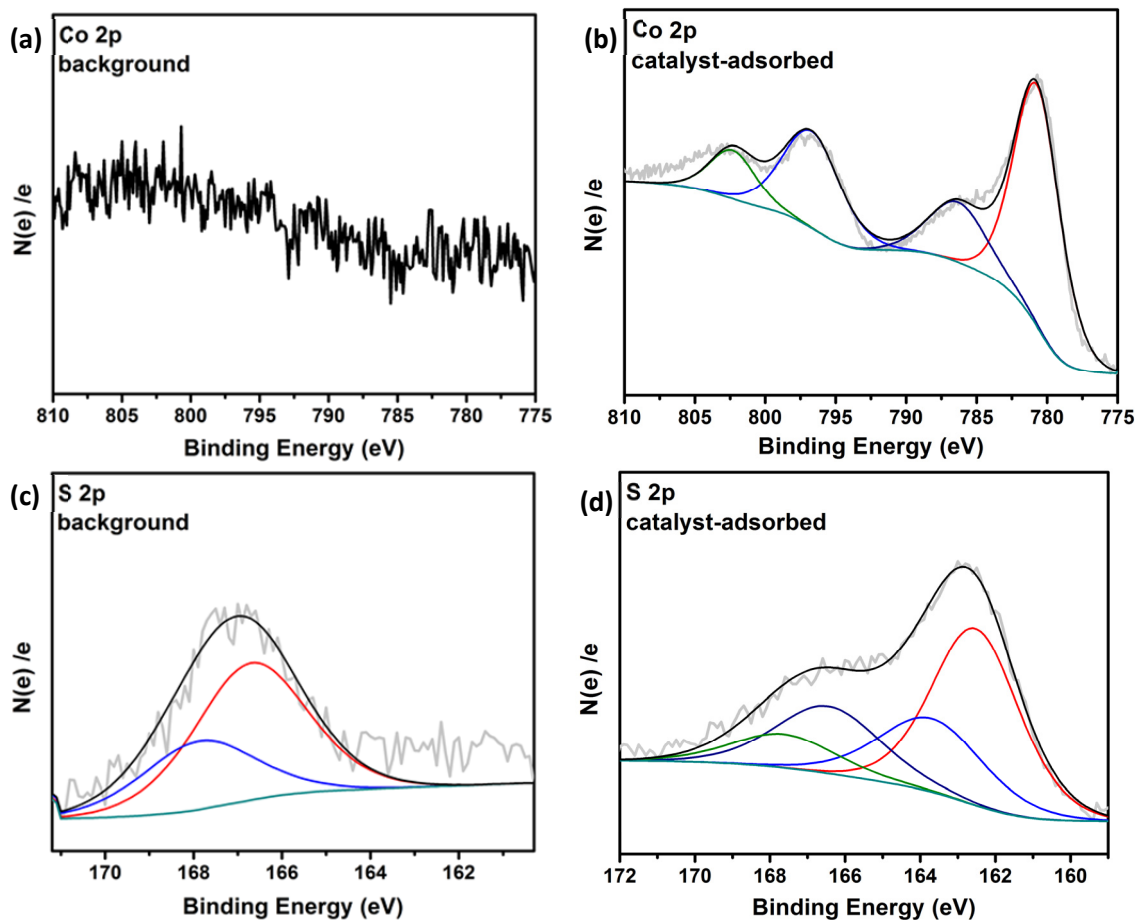 (a)
Co 2p
background
N(e) /e
810 805 800 795 790 785 780 775
Binding Energy (eV)
(b)
Co 2p
catalyst-adsorbed
N(e) /e
810 805 800 795 790 785 780 775
Binding Energy (eV)
(c)
S 2p
background
N(e) /e
170 168 166 164 162
Binding Energy (eV)
(d)
S 2p
catalyst-adsorbed
N(e) /e
172 170 168 166 164 162 160
Binding Energy (eV)